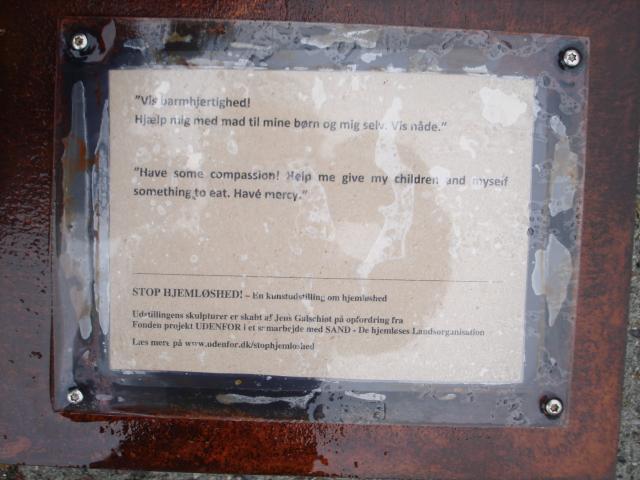 "Vis barmhjertighed!
Hjælp mig med mad til mine børn og mig selv. Vis nåde."
"Have some compassion! Help me give my children and myself
something to eat. Have mercy."
STOP HJEMLØSHED! – En kunstudstilling om hjemløshed
Udstillingens skulpturer er skabt af Jens Galschiøt på opfordring fra
Fonden projekt UDENFOR i et samarbejde med SAND - De hjemløses Landsorganisation
Læs mere på www.udenfor.dk/stophjemløshed